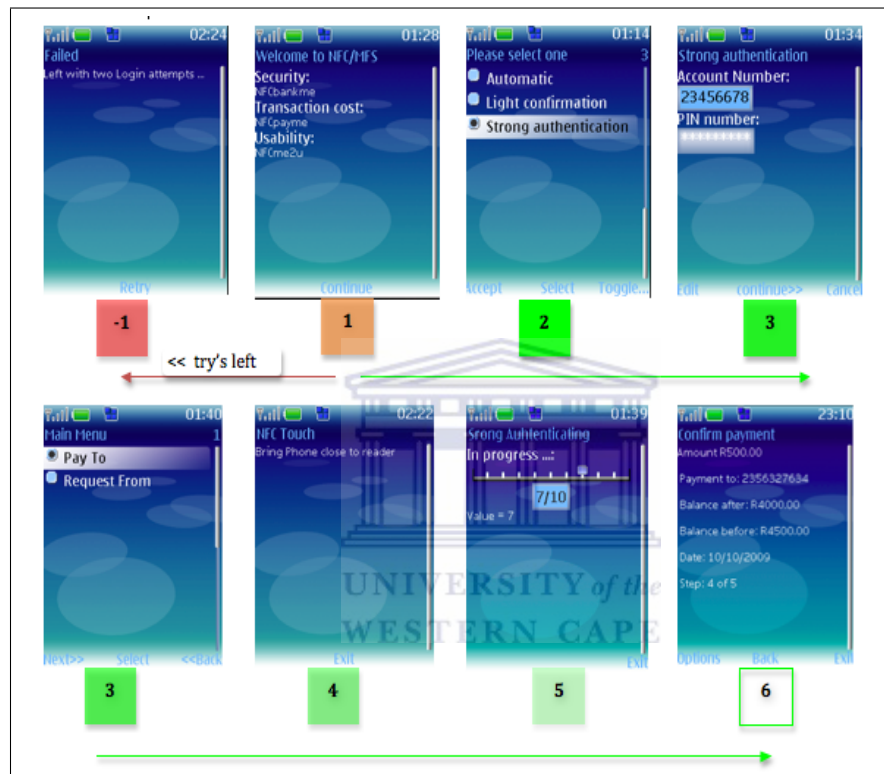 02:24
Failed
Left with two Login attempts ...
Retry
01:28
Welcome to NFC/MFS
Security:
NFCbankme
Transaction cost:
NFCpayme
Usability:
NFCme2u
Continue
01:14
Please select one 3
Automatic
Light confirmation
Strong authentication
Accept Select Toggle...
01:34
Strong authentication
Account Number:
23456678
PIN number:
********
Edit continue>> Cancel
-1
1
2
3
<< try's left
01:40
Main Menu 1
Pay To
Request From
Next>> Select <<Back
02:22
NFC Touch
Bring Phone close to reader
Exit
01:39
Srong Auhtenticating
In progress ...:
7/10
Value = 7
Exit
23:10
Confirm payment
Amount R500.00
Payment to: 2356327634
Balance after: R4000.00
Balance before: R4500.00
Date: 10/10/2009
Step: 4 of 5
Options Back Exit
UNIVERSITY of the
WESTERN CAPE
3
4
5
6